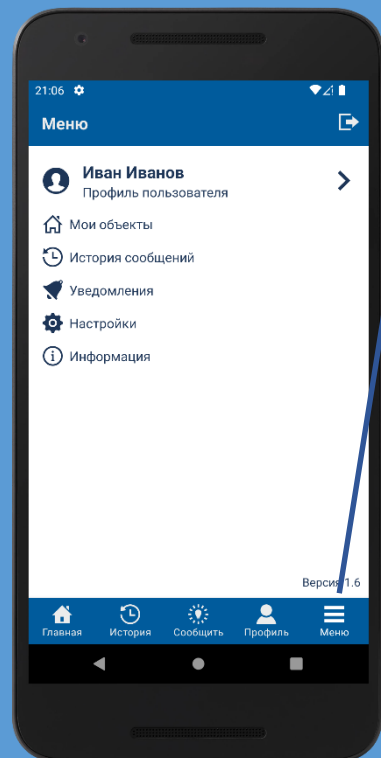 21:06
Меню
Иван Иванов
Профиль пользователя
Мои объекты
История сообщений
Уведомления
Настройки
Информация
Версия 1.6
Главная История Сообщить Профиль Меню